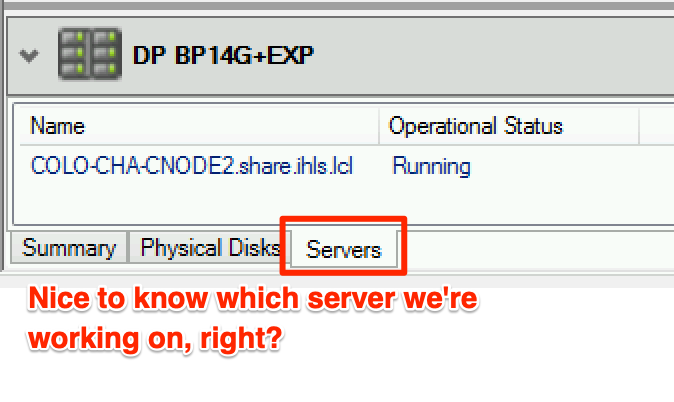 DP BP14G+EXP
Name Operational Status
COLO-CHA-CNODE2.share.ihls.lcl Running
Summary Physical Disks Servers
Nice to know which server we're
working on, right?